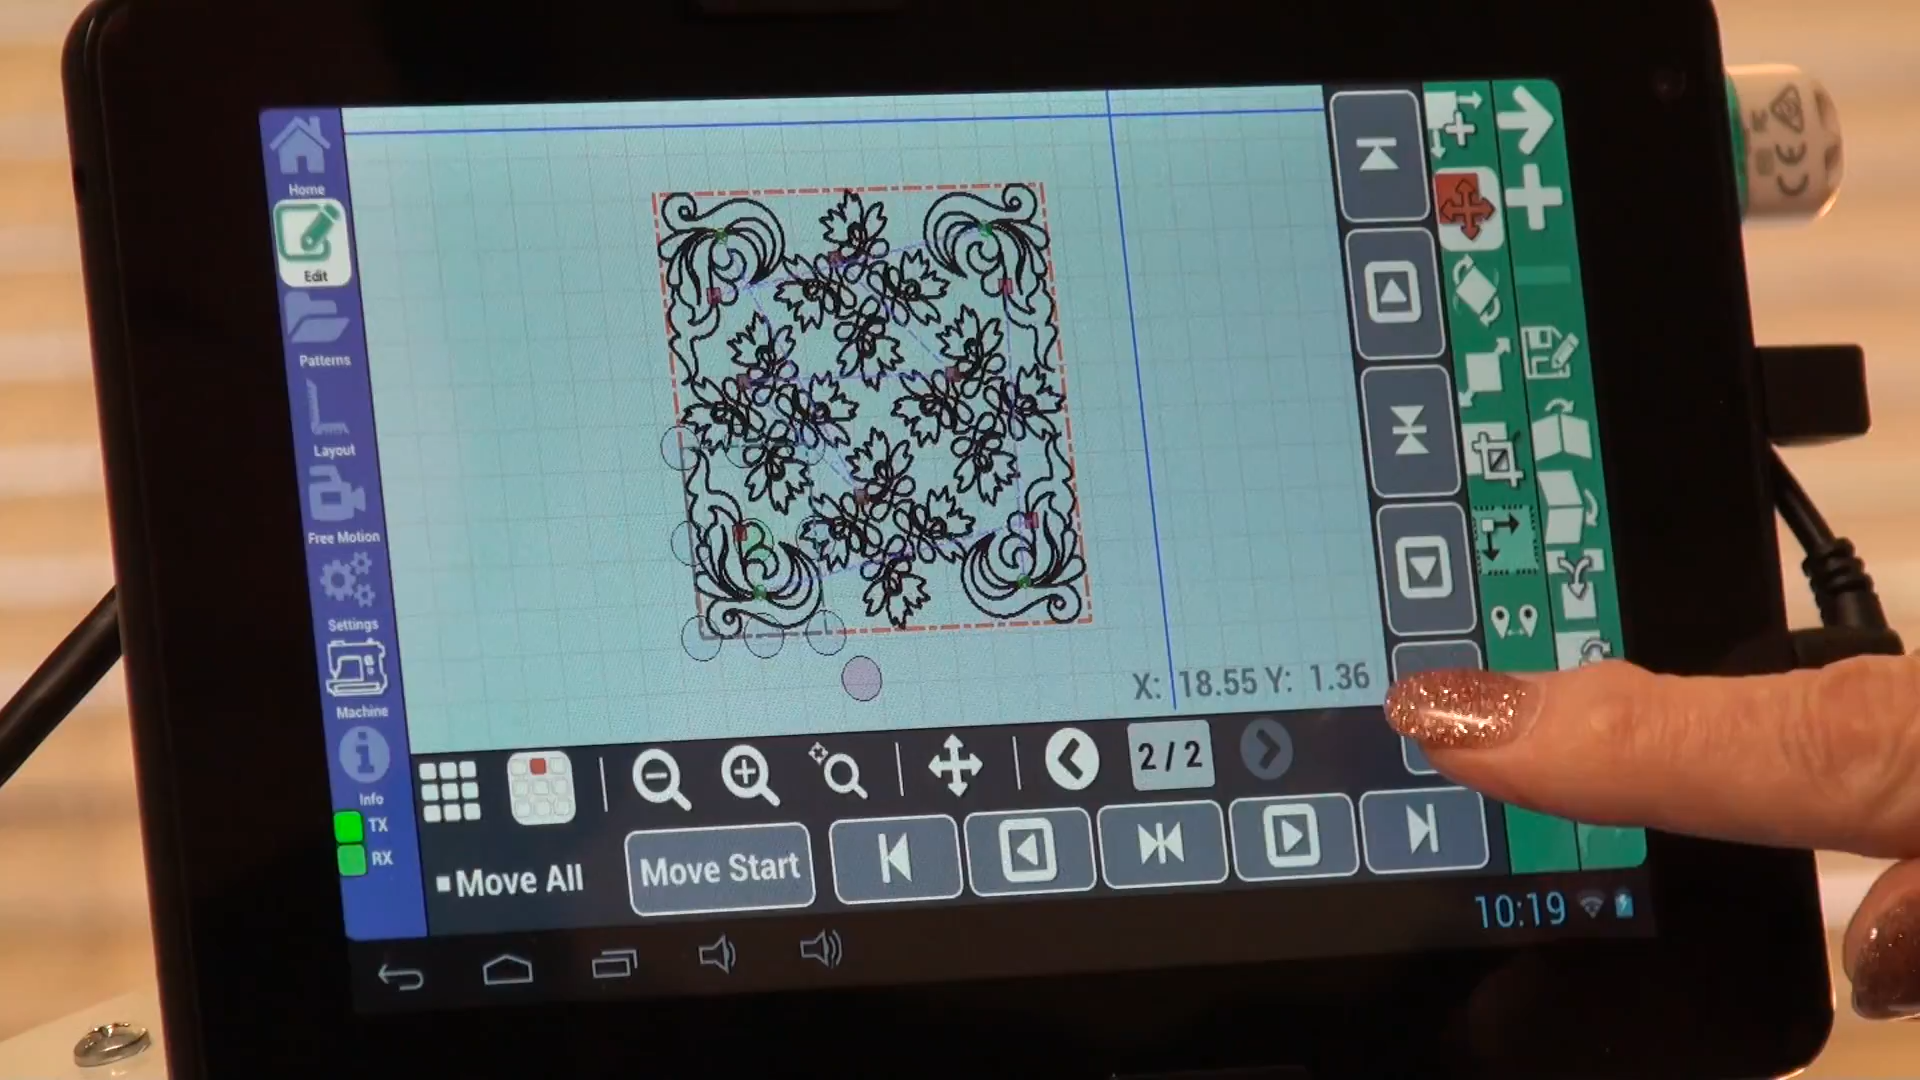 Home
Edit
Patterns
Layout
Free Motion
Settings
Machine
Info
TX
RX
X: 18.55 Y: 1.36
2 / 2
Move All
Move Start
10:19
CE